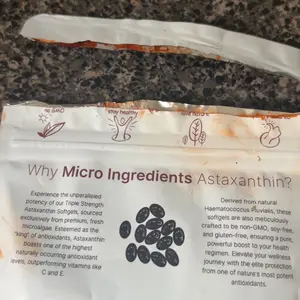 no GMO
stay healthy
Why Micro Ingredients Astaxanthin?
Experience the unparalleled
potency of our Triple Strength
Astaxanthin Softgels, sourced
exclusively from premium, fresh
microalgae. Esteemed as the
"king" of antioxidants, Astaxanthin
boasts one of the highest
naturally occurring antioxidant
levels, outperforming vitamins like
C and E.
Derived from natural
Haematococcus Pluvialis, these
softgels are also meticulously
crafted to be non-GMO, soy-free,
and gluten-free, ensuring a pure,
powerful boost to your health
regimen. Elevate your wellness
journey with the elite protection
from one of nature's most potent
antioxidants.